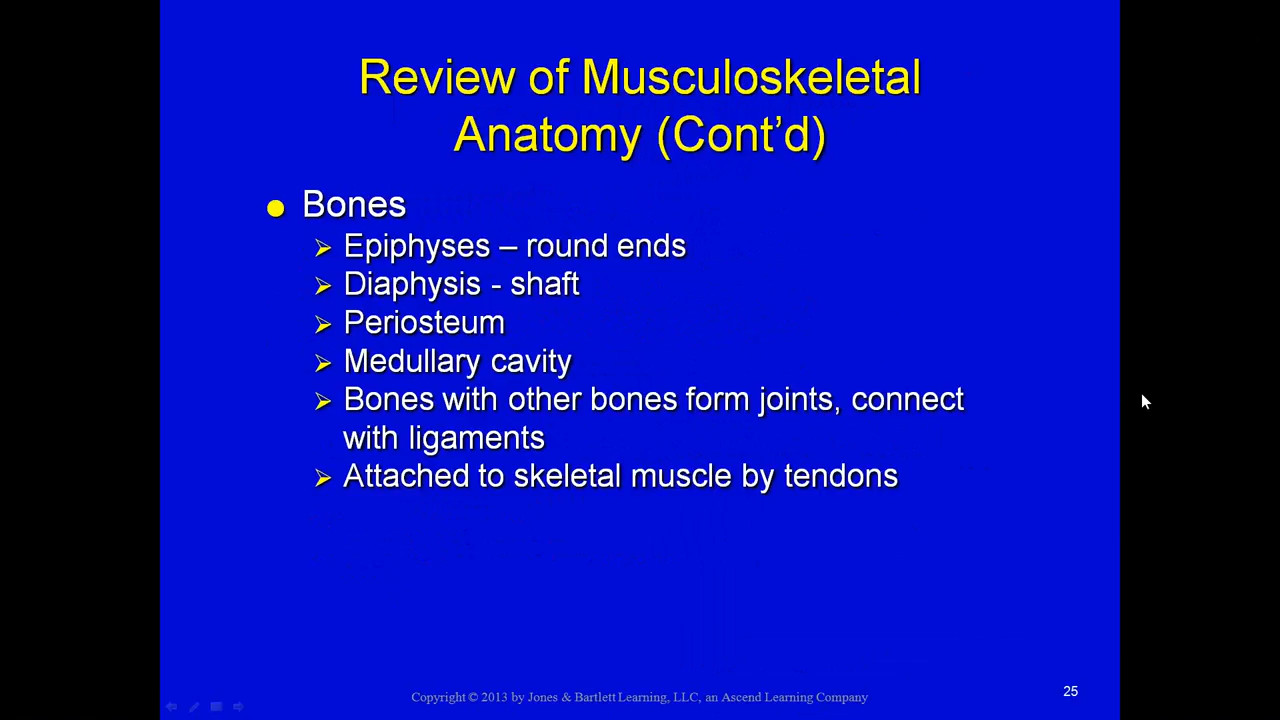 Review of Musculoskeletal
Anatomy (Cont’d)
Bones
Epiphyses – round ends
Diaphysis - shaft
Periosteum
Medullary cavity
Bones with other bones form joints, connect
with ligaments
Attached to skeletal muscle by tendons
Copyright © 2013 by Jones & Bartlett Learning, LLC, an Ascend Learning Company
25